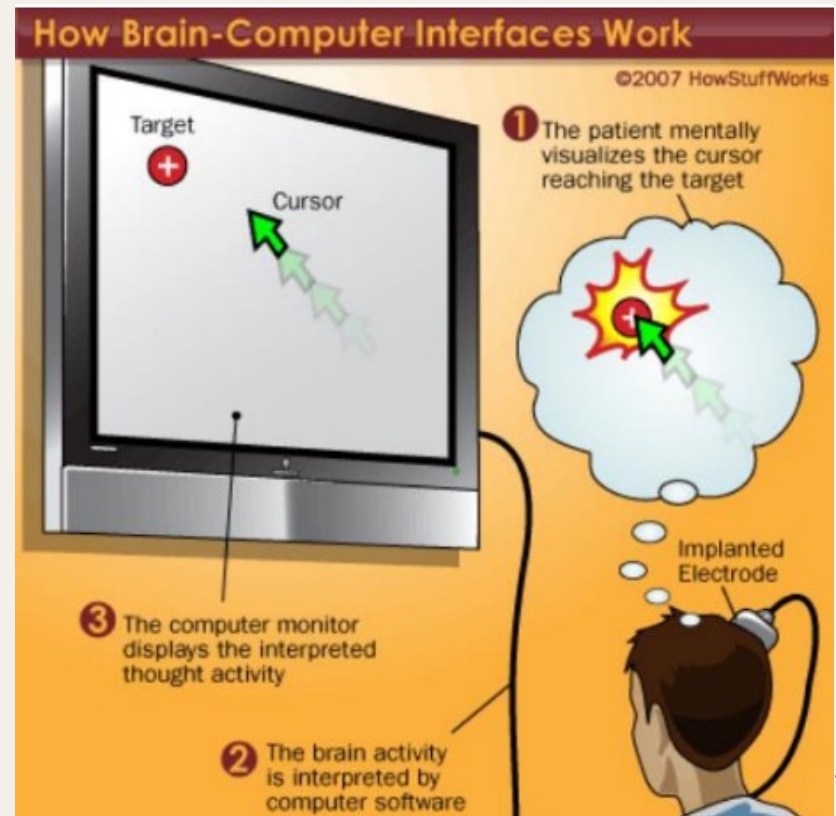 How Brain-Computer Interfaces Work
©2007 HowStuffWorks
Target
Cursor
1 The patient mentally
visualizes the cursor
reaching the target
Implanted
Electrode
3 The computer monitor
displays the interpreted
thought activity
2 The brain activity
is interpreted by
computer software